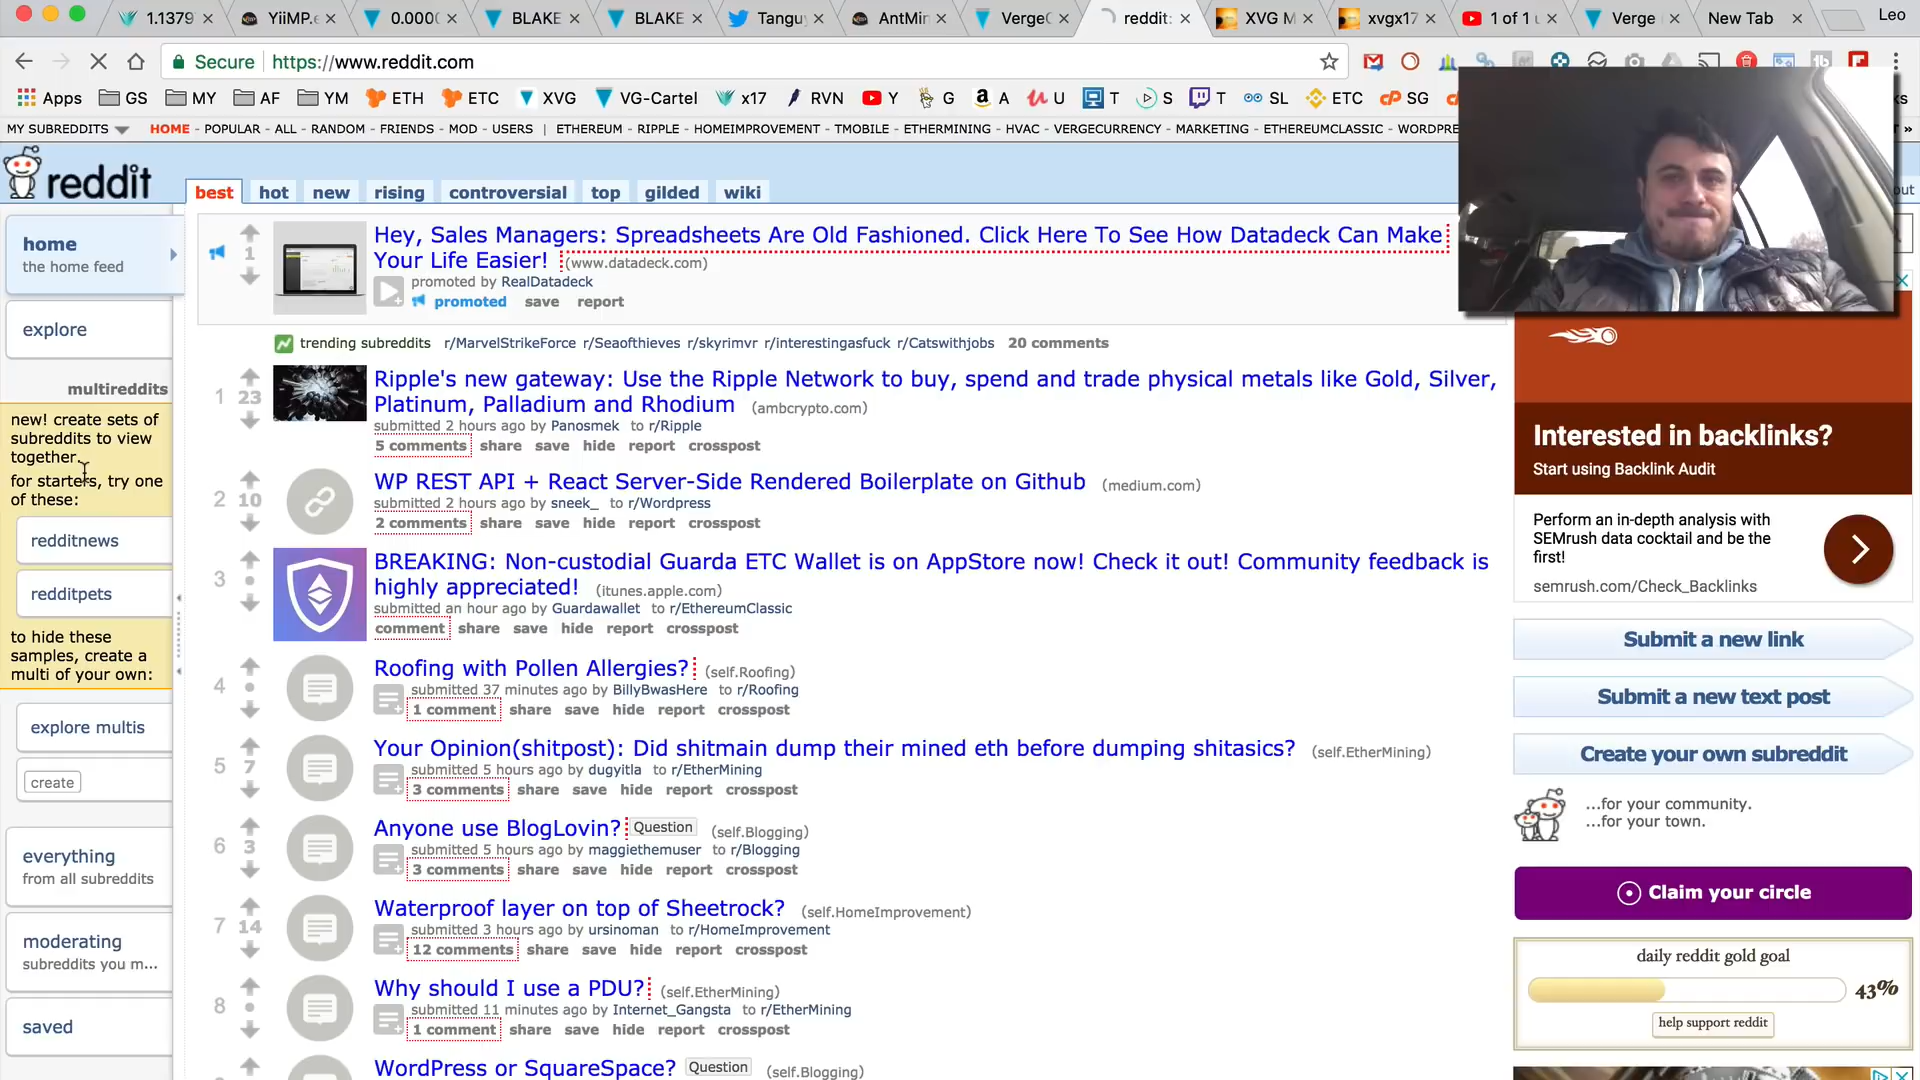 1.1379
YiiMP.
0.000
BLAKE
BLAKE
Tangu
AntMin
VergeC
reddit:
XVG M
xvgx17
1 of 1 u
Verge
New Tab
Leo
Secure
https://www.reddit.com
Apps
GS
MY
AF
YM
ETH
ETC
XVG
VG-Cartel
x17
RVN
Y
G
A
U
T
S
T
SL
ETC
SG
MY SUBREDDITS
HOME - POPULAR - ALL - RANDOM - FRIENDS - MOD - USERS | ETHEREUM - RIPPLE - HOMEIMPROVEMENT - TMOBILE - ETHERMINING - HVAC - VERGECURRENCY - MARKETING - ETHEREUMCLASSIC - WORDPRE
reddit
best
hot
new
rising
controversial
top
gilded
wiki
out
home
the home feed
explore
multireddits
new! create sets of
subreddits to view
together.
for starters, try one
of these:
redditnews
redditpets
to hide these
samples, create a
multi of your own:
explore multis
create
everything
from all subreddits
moderating
subreddits you m...
saved
1
Hey, Sales Managers: Spreadsheets Are Old Fashioned. Click Here To See How Datadeck Can Make
Your Life Easier! (www.datadeck.com)
promoted by RealDatadeck
promoted save report
trending subreddits r/MarvelStrikeForce r/Seaofthieves r/skyrimvr r/interestingasfuck r/Catswithjobs 20 comments
1
23
Ripple's new gateway: Use the Ripple Network to buy, spend and trade physical metals like Gold, Silver,
Platinum, Palladium and Rhodium (ambcrypto.com)
submitted 2 hours ago by Panosmek to r/Ripple
5 comments share save hide report crosspost
2
10
WP REST API + React Server-Side Rendered Boilerplate on Github (medium.com)
submitted 2 hours ago by sneek_ to r/Wordpress
2 comments share save hide report crosspost
3
BREAKING: Non-custodial Guarda ETC Wallet is on AppStore now! Check it out! Community feedback is
highly appreciated! (itunes.apple.com)
submitted an hour ago by Guardawallet to r/EthereumClassic
comment share save hide report crosspost
4
Roofing with Pollen Allergies? (self.Roofing)
submitted 37 minutes ago by BillyBwasHere to r/Roofing
1 comment share save hide report crosspost
5
7
Your Opinion(shitpost): Did shitmain dump their mined eth before dumping shitasics? (self.EtherMining)
submitted 5 hours ago by dugyitla to r/EtherMining
3 comments share save hide report crosspost
6
3
Anyone use BlogLovin? Question (self.Blogging)
submitted 5 hours ago by maggiethemuser to r/Blogging
3 comments share save hide report crosspost
7
14
Waterproof layer on top of Sheetrock? (self.HomeImprovement)
submitted 3 hours ago by ursinoman to r/HomeImprovement
12 comments share save hide report crosspost
8
Why should I use a PDU? (self.EtherMining)
submitted 11 minutes ago by Internet_Gangsta to r/EtherMining
1 comment share save hide report crosspost
WordPress or SquareSpace? Question (self.Blogging)
Interested in backlinks?
Start using Backlink Audit
Perform an in-depth analysis with
SEMrush data cocktail and be the
first!
semrush.com/Check_Backlinks
Submit a new link
Submit a new text post
Create your own subreddit
...for your community.
...for your town.
Claim your circle
daily reddit gold goal
43%
help support reddit